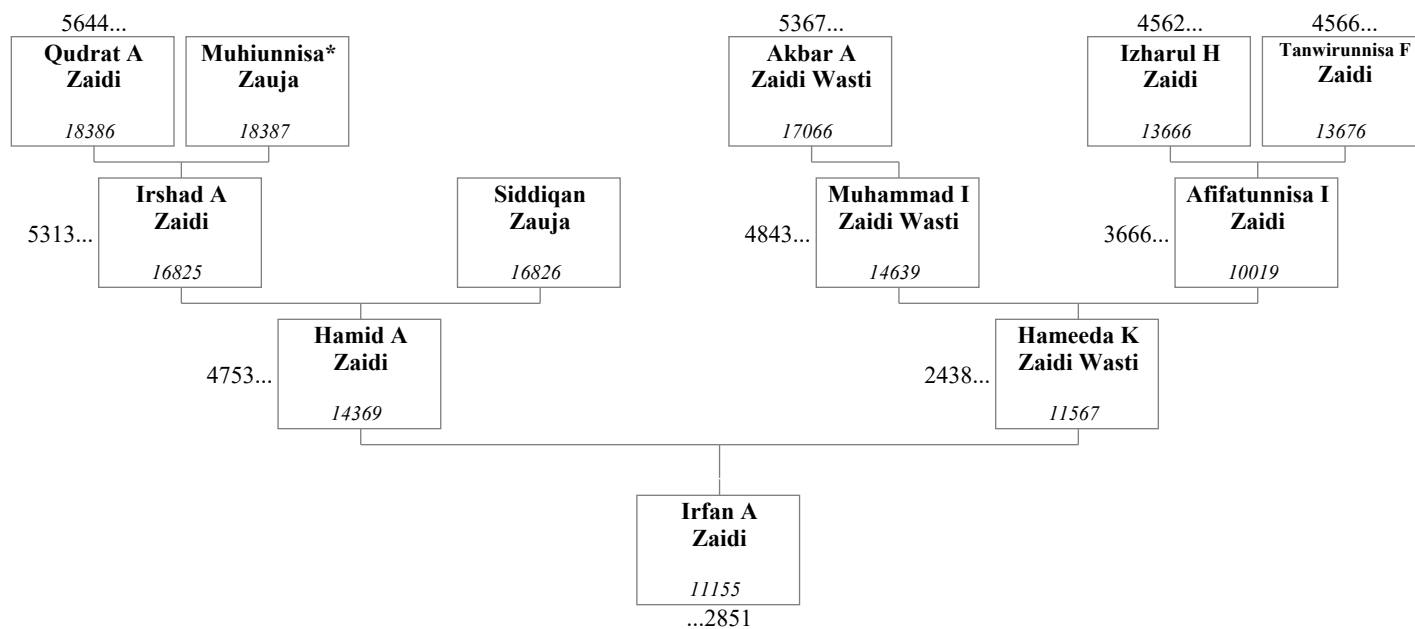 5644...
5367...
4562...
4566...
Qudrat A
Zaidi
18386
Muhiunnisa*
Zauja
18387
Akbar A
Zaidi Wasti
17066
Izharul H
Zaidi
13666
Tanwirunnisa F
Zaidi
13676
5313...
Irshad A
Zaidi
16825
Siddiqan
Zauja
16826
4843...
Muhammad I
Zaidi Wasti
14639
3666...
Afifatunnisa I
Zaidi
10019
4753...
Hamid A
Zaidi
14369
2438...
Hameeda K
Zaidi Wasti
11567
Irfan A
Zaidi
11155
...2851